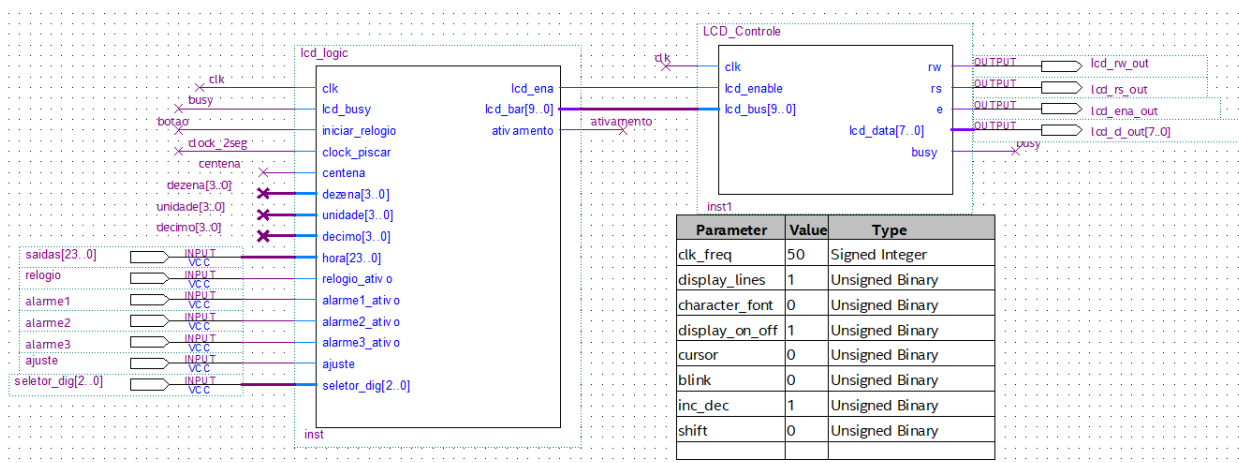 lcd_logic
clk
busy
botao
clock_2seg
centena
dezena[3..0]
unidade[3..0]
decimo[3..0]
saidas[23..0] INPUT VCC
relogio INPUT VCC
alarme1 INPUT VCC
alarme2 INPUT VCC
alarme3 INPUT VCC
ajuste INPUT VCC
seletor_dig[2..0] INPUT VCC
clk lcd_ena
lcd_busy lcd_bar[9..0]
iniciar_relogio ativamento
clock_piscar
centena
dezena[3..0]
unidade[3..0]
decimo[3..0]
hora[23..0]
relogio_ativo
alarme1_ativo
alarme2_ativo
alarme3_ativo
ajuste
seletor_dig[2..0]
inst
ativamento
LCD_Controle
clk
clk rw
lcd_enable rs
lcd_bus[9..0] e
lcd_data[7..0]
busy
inst1
OUTPUT lcd_rw_out
OUTPUT lcd_rs_out
OUTPUT lcd_ena_out
OUTPUT lcd_d_out[7..0]
busy
Parameter Value Type
clk_freq 50 Signed Integer
display_lines 1 Unsigned Binary
character_font 0 Unsigned Binary
display_on_off 1 Unsigned Binary
cursor 0 Unsigned Binary
blink 0 Unsigned Binary
inc_dec 1 Unsigned Binary
shift 0 Unsigned Binary